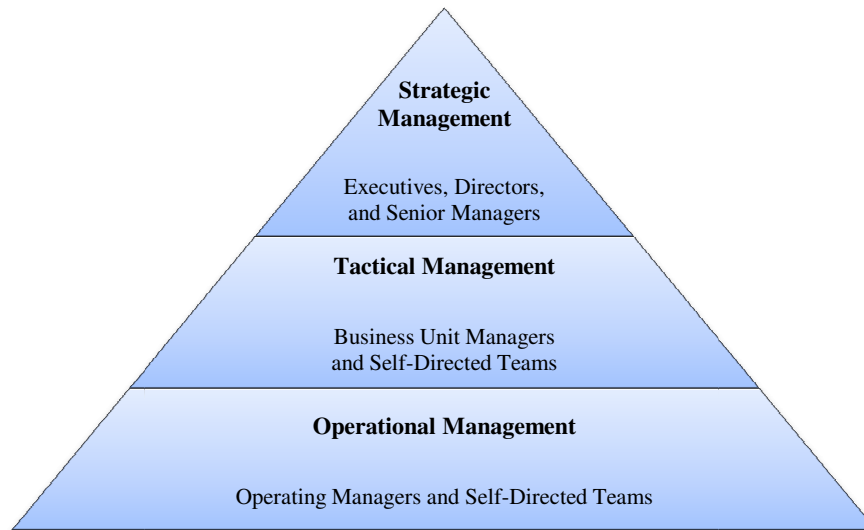 Strategic
Management
Executives, Directors,
and Senior Managers
Tactical Management
Business Unit Managers
and Self-Directed Teams
Operational Management
Operating Managers and Self-Directed Teams